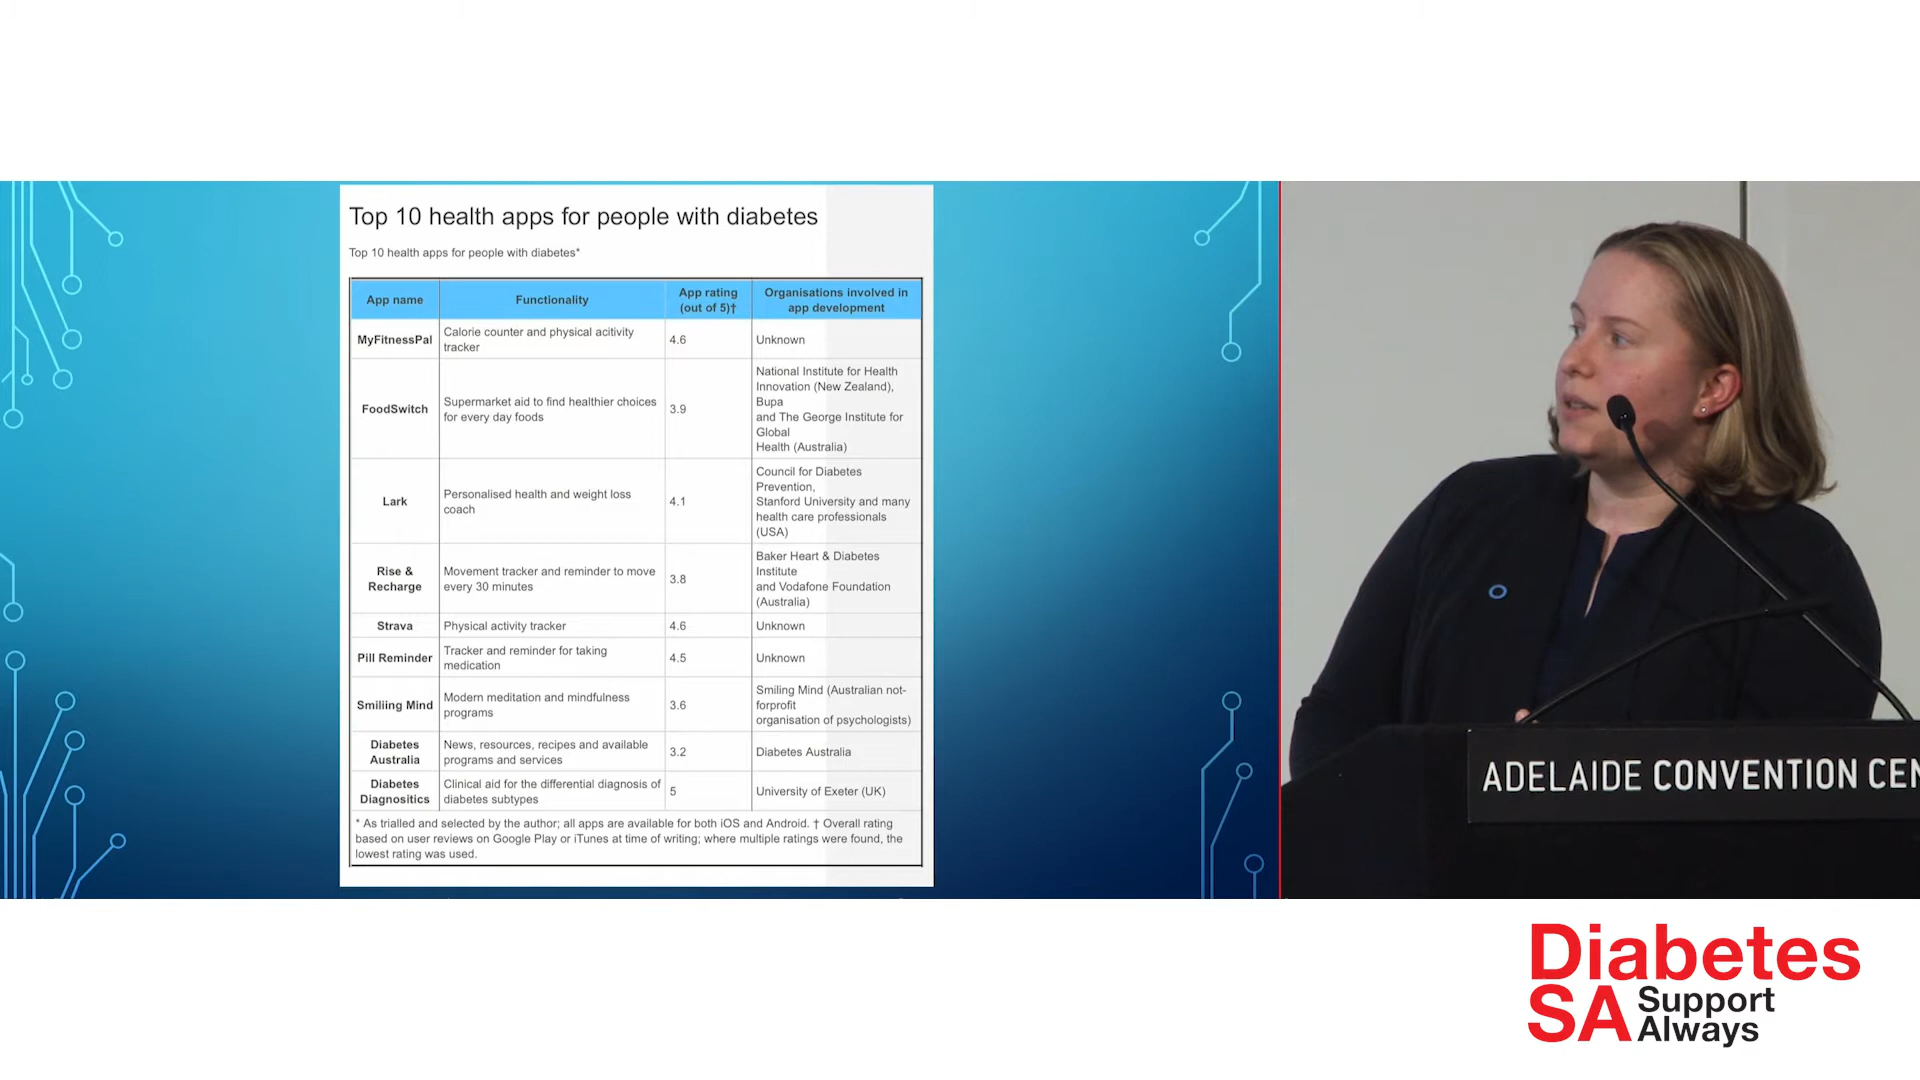 Top 10 health apps for people with diabetes
Top 10 health apps for people with diabetes*
App name
Functionality
App rating
(out of 5)†
Organisations involved in
app development
MyFitnessPal
Calorie counter and physical acitivity
tracker
4.6
Unknown
FoodSwitch
Supermarket aid to find healthier choices
for every day foods
3.9
National Institute for Health
Innovation (New Zealand),
Bupa
and The George Institute for
Global
Health (Australia)
Lark
Personalised health and weight loss
coach
4.1
Council for Diabetes
Prevention,
Stanford University and many
health care professionals
(USA)
Rise &
Recharge
Movement tracker and reminder to move
every 30 minutes
3.8
Baker Heart & Diabetes
Institute
and Vodafone Foundation
(Australia)
Strava
Physical activity tracker
4.6
Unknown
Pill Reminder
Tracker and reminder for taking
medication
4.5
Unknown
Smiliing Mind
Modern meditation and mindfulness
programs
3.6
Smiling Mind (Australian not-
forprofit
organisation of psychologists)
Diabetes
Australia
News, resources, recipes and available
programs and services
3.2
Diabetes Australia
Diabetes
Diagnositics
Clinical aid for the differential diagnosis of
diabetes subtypes
5
University of Exeter (UK)
* As trialled and selected by the author; all apps are available for both iOS and Android. † Overall rating
based on user reviews on Google Play or iTunes at time of writing; where multiple ratings were found, the
lowest rating was used.
ADELAIDE CONVENTION CEN
Diabetes
SA Support
Always